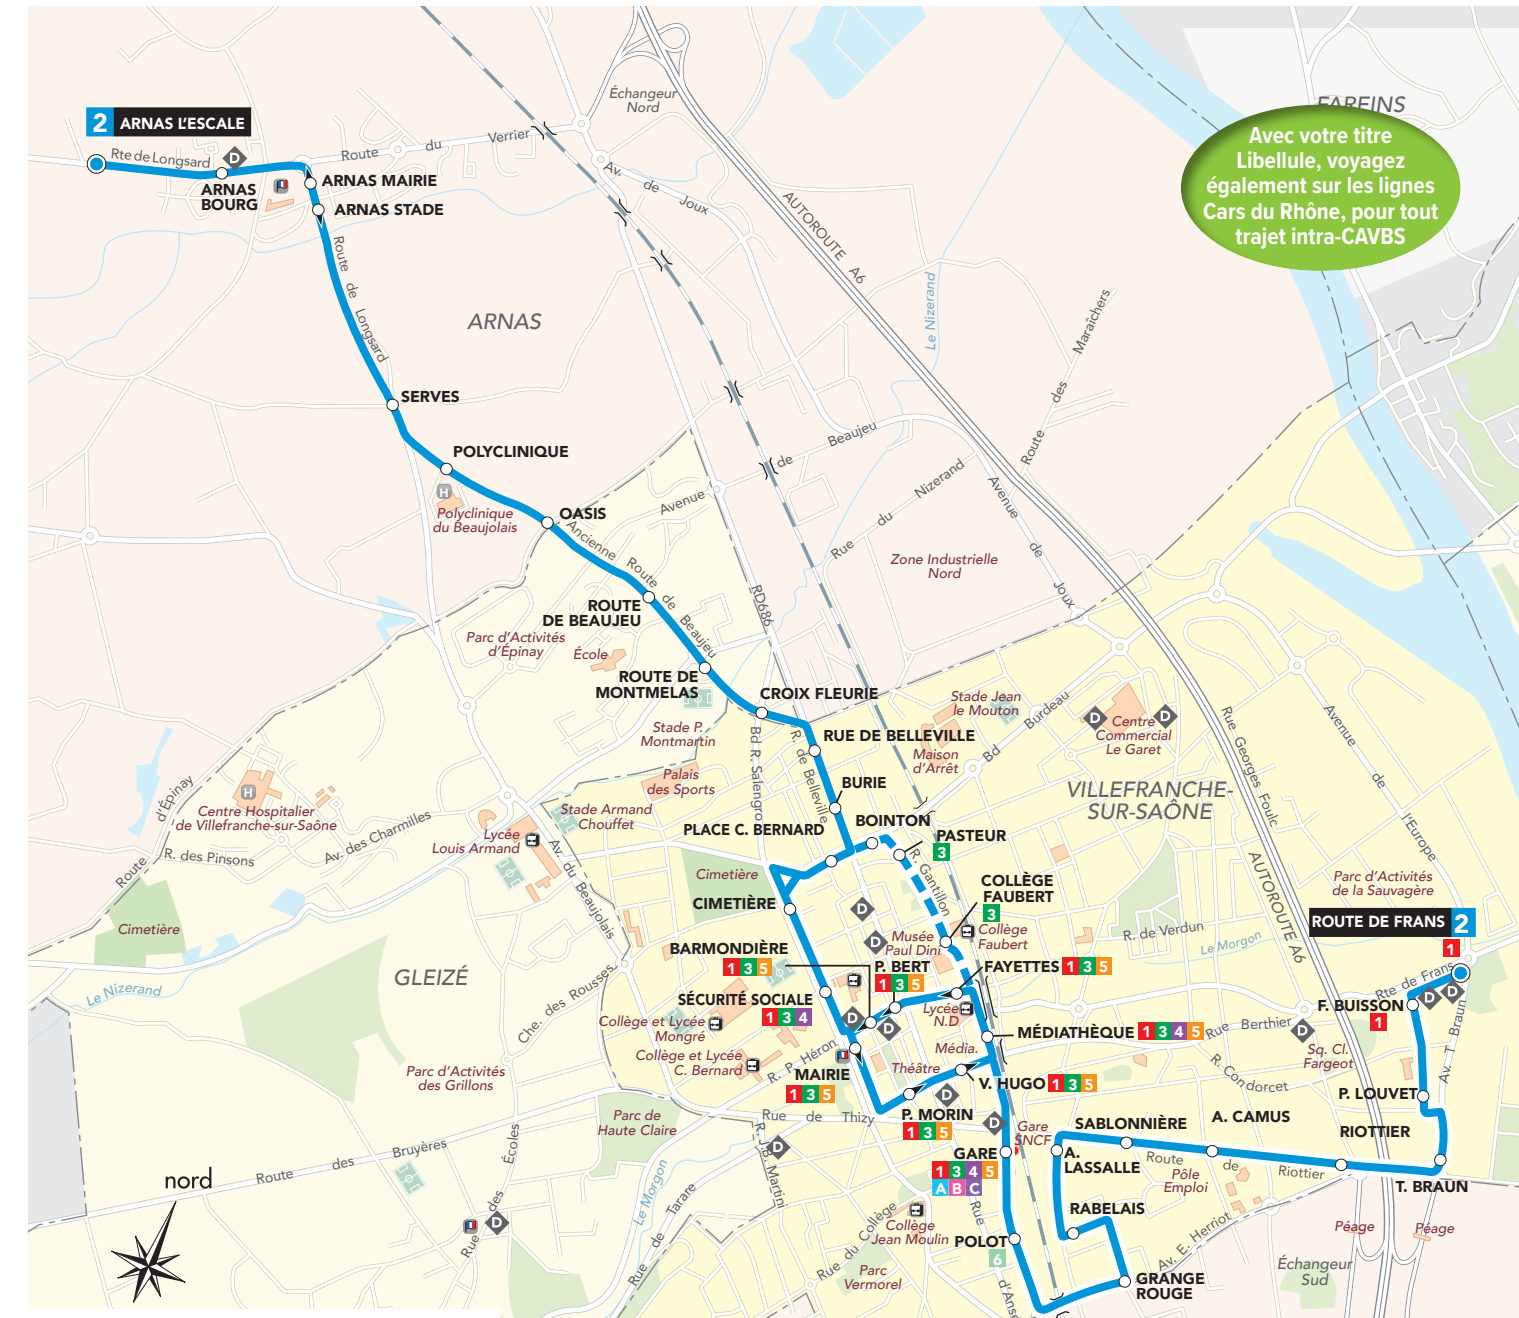 FAREINS
Avec votre titre
Libellule, voyagez
également sur les lignes
Cars du Rhône, pour tout
trajet intra-CAVBS
Échangeur
Nord
2 ARNAS L'ESCALE
Rte de Longsard
D
Route du Verrier
ARNAS
BOURG
ARNAS MAIRIE
ARNAS STADE
Av. de Joux
AUTOROUTE A6
Route de Longsard
ARNAS
Le Nizerand
Route des Maraîchers
SERVES
POLYCLINIQUE
H
Polyclinique
du Beaujolais
OASIS
Avenue de Beaujeu
Rue du Nizerand
Avenue de Joux
Ancienne Route de Beaujeu
Zone Industrielle
Nord
RD686
ROUTE
DE BEAUJEU
Parc d'Activités
d'Épinay
École
ROUTE DE
MONTMELAS
CROIX FLEURIE
Stade Jean
le Mouton
Bd Burdeau
D
D
Centre
Commercial
Le Garet
Rue Georges Foulc
Avenue de l'Europe
Stade P.
Montmartin
Bd R. Salengro
R. de Belleville
RUE DE BELLEVILLE
Maison
d'Arrêt
Palais
des Sports
BURIE
VILLEFRANCHE-
SUR-SAÔNE
Route d'Épinay
H
Centre Hospitalier
de Villefranche-sur-Saône
Stade Armand
Chouffet
PLACE C. BERNARD
BOINTON
PASTEUR
3
R. des Pinsons
Av. des Charmilles
Lycée
Louis Armand
Av. du Beaujolais
R. Gantillon
Cimetière
COLLÈGE
FAUBERT
3
AUTOROUTE A6
Parc d'Activités
de la Sauvagère
CIMETIÈRE
D
Cimetière
ROUTE DE FRANS 2
1
Musée
Paul Dini
D
Collège
Faubert
R. de Verdun
Le Morgon
BARMONDIÈRE
1 3 5
P. BERT
1 3 5
FAYETTES 1 3 5
GLEIZÉ
Le Nizerand
Che. des Rousses
Rte de Frans
F. BUISSON
1
D
D
SÉCURITÉ SOCIALE
1 3 4
Lycée
N.D
D
D
Collège et Lycée
Mongré
MÉDIATHÈQUE 1 3 4 5
Rue Berthier
D
Av. T. Braun
Collège et Lycée
C. Bernard
R. P. Héron
Média.
Sq. Cl.
Fargeot
Parc d'Activités
des Grillons
MAIRIE
1 3 5
Théâtre
V. HUGO 1 3 5
R. Condorcet
P. LOUVET
D
Parc de
Haute Claire
Rue de Thizy
P. MORIN
1 3 5
D
Gare
SNCF
SABLONNIÈRE
A. CAMUS
RIOTTIER
Route des Bruyères
R. J.B. Martini
D
GARE
1 3 4 5
A B C
A.
LASSALLE
Route de Riottier
T. BRAUN
Pôle
Emploi
nord
Rue des Écoles
D
Le Morgon
Rue de Tarare
Collège
Jean Moulin
Rue du Collège
Rue d'Anse
RABELAIS
Av. E. Herriot
Péage
Péage
POLOT
6
Parc
Vermorel
GRANGE
ROUGE
Échangeur
Sud